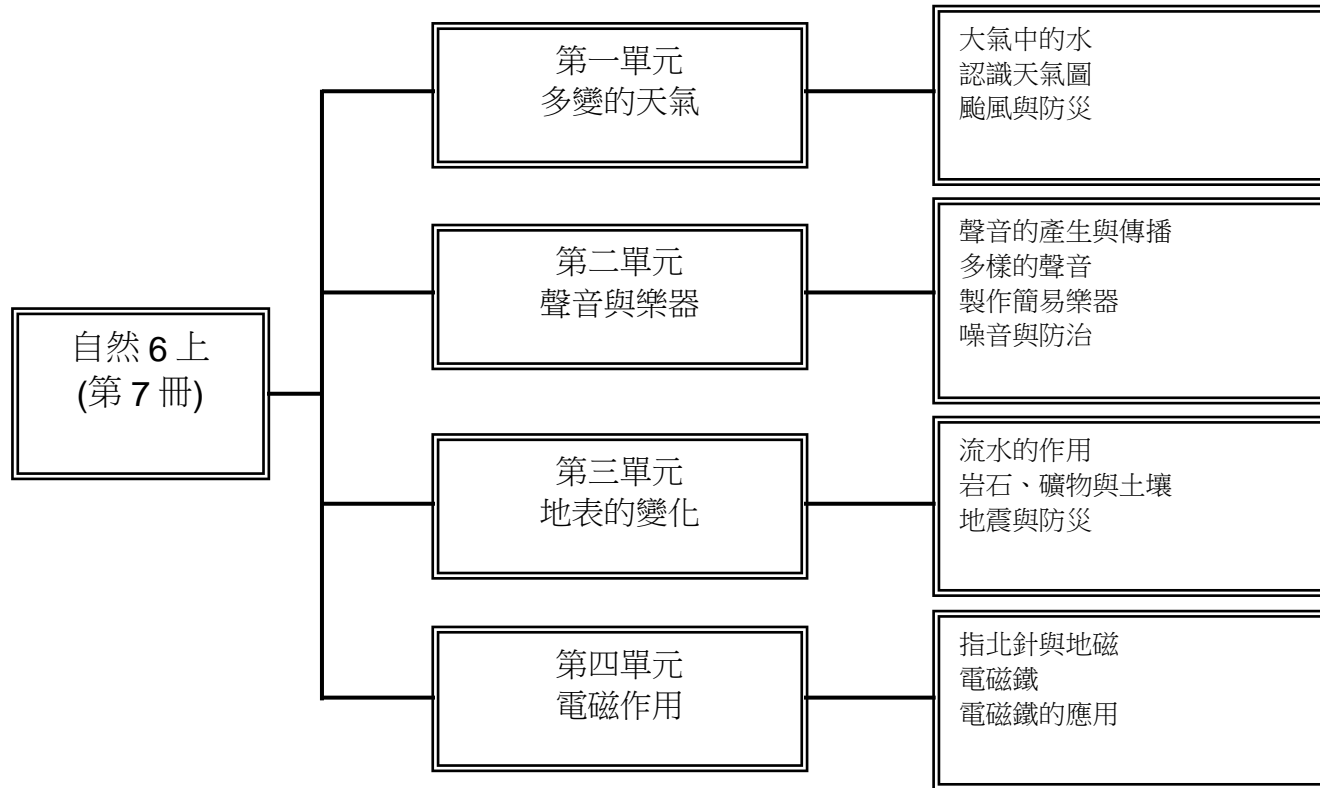 自然 6 上
(第 7 冊)
第一單元
多變的天氣
大氣中的水
認識天氣圖
颱風與防災
第二單元
聲音與樂器
聲音的產生與傳播
多樣的聲音
製作簡易樂器
噪音與防治
第三單元
地表的變化
流水的作用
岩石、礦物與土壤
地震與防災
第四單元
電磁作用
指北針與地磁
電磁鐵
電磁鐵的應用